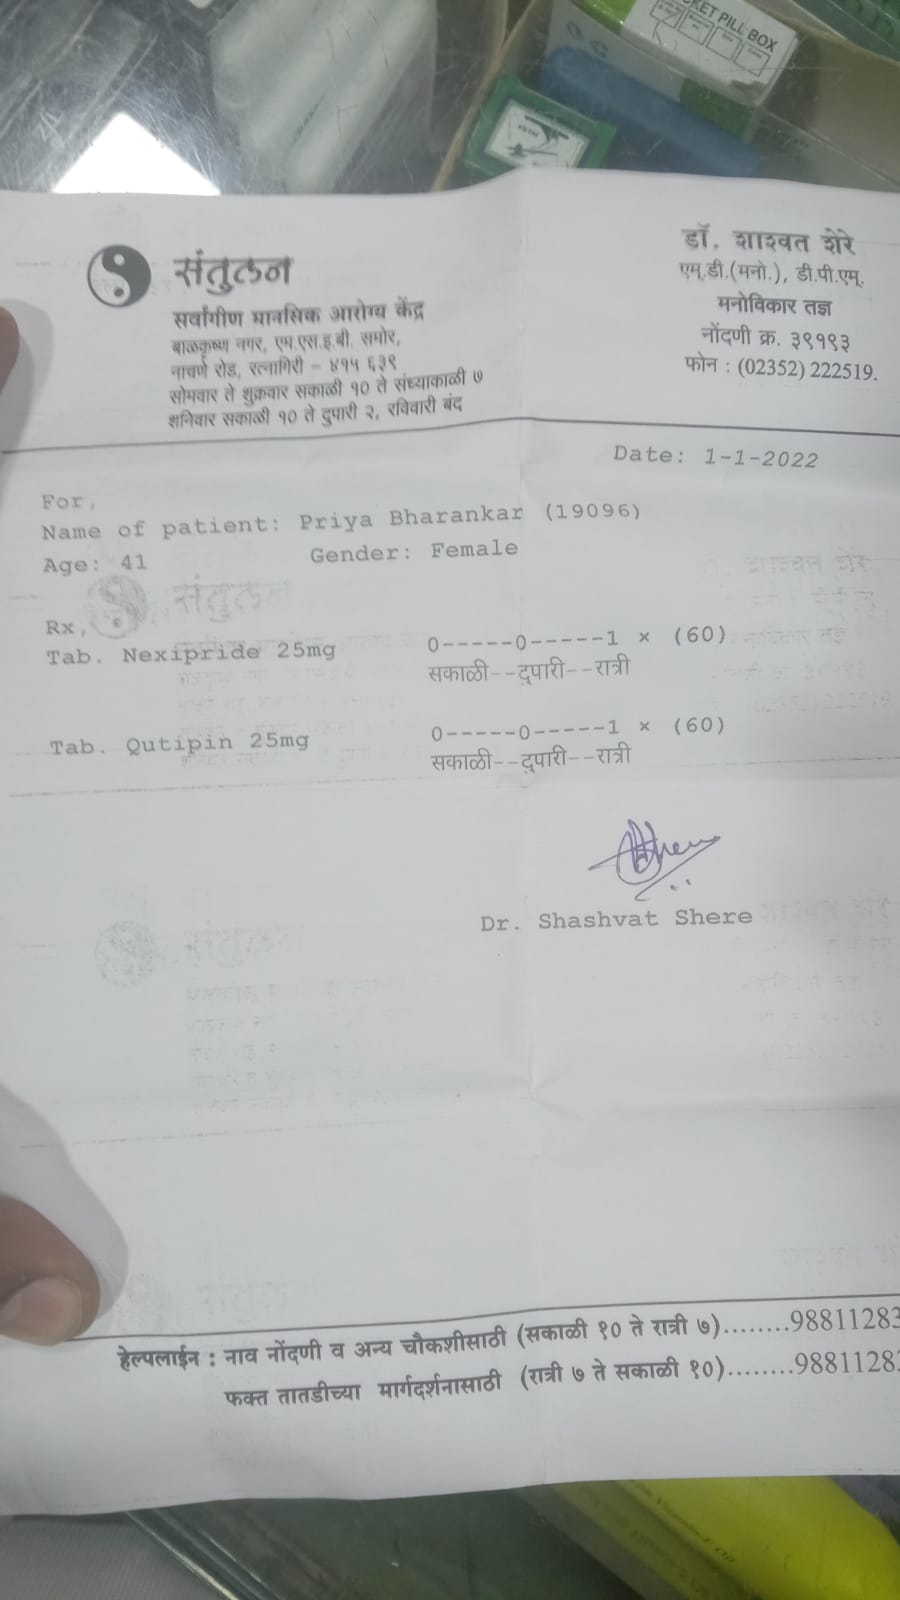 KET PILL BOX
संतुलन
सर्वांगीण मानसिक आरोग्य केंद्र
बाळकृष्ण नगर, एम.एस.इ.बी. समोर,
नाचणे रोड, रत्नागिरी – ४१५ ६३९
सोमवार ते शुक्रवार सकाळी १० ते संध्याकाळी ७
शनिवार सकाळी १० ते दुपारी २, रविवारी बंद
डॉ. शाश्वत शेरे
एम्.डी.(मनो.), डी.पी.एम्.
मनोविकार तज्ञ
नोंदणी क्र. ३९१९३
फोन : (02352) 222519.
Date: 1-1-2022
For,
Name of patient: Priya Bharankar (19096)
Age: 41 Gender: Female
Rx,
Tab. Nexipride 25mg 0-----0-----1 × (60)
सकाळी--दुपारी--रात्री
Tab. Qutipin 25mg 0-----0-----1 × (60)
सकाळी--दुपारी--रात्री
Dr. Shashvat Shere
हेल्पलाईन : नाव नोंदणी व अन्य चौकशीसाठी (सकाळी १० ते रात्री ७)........98811283
फक्त तातडीच्या मार्गदर्शनासाठी (रात्री ७ ते सकाळी १०)........9881128